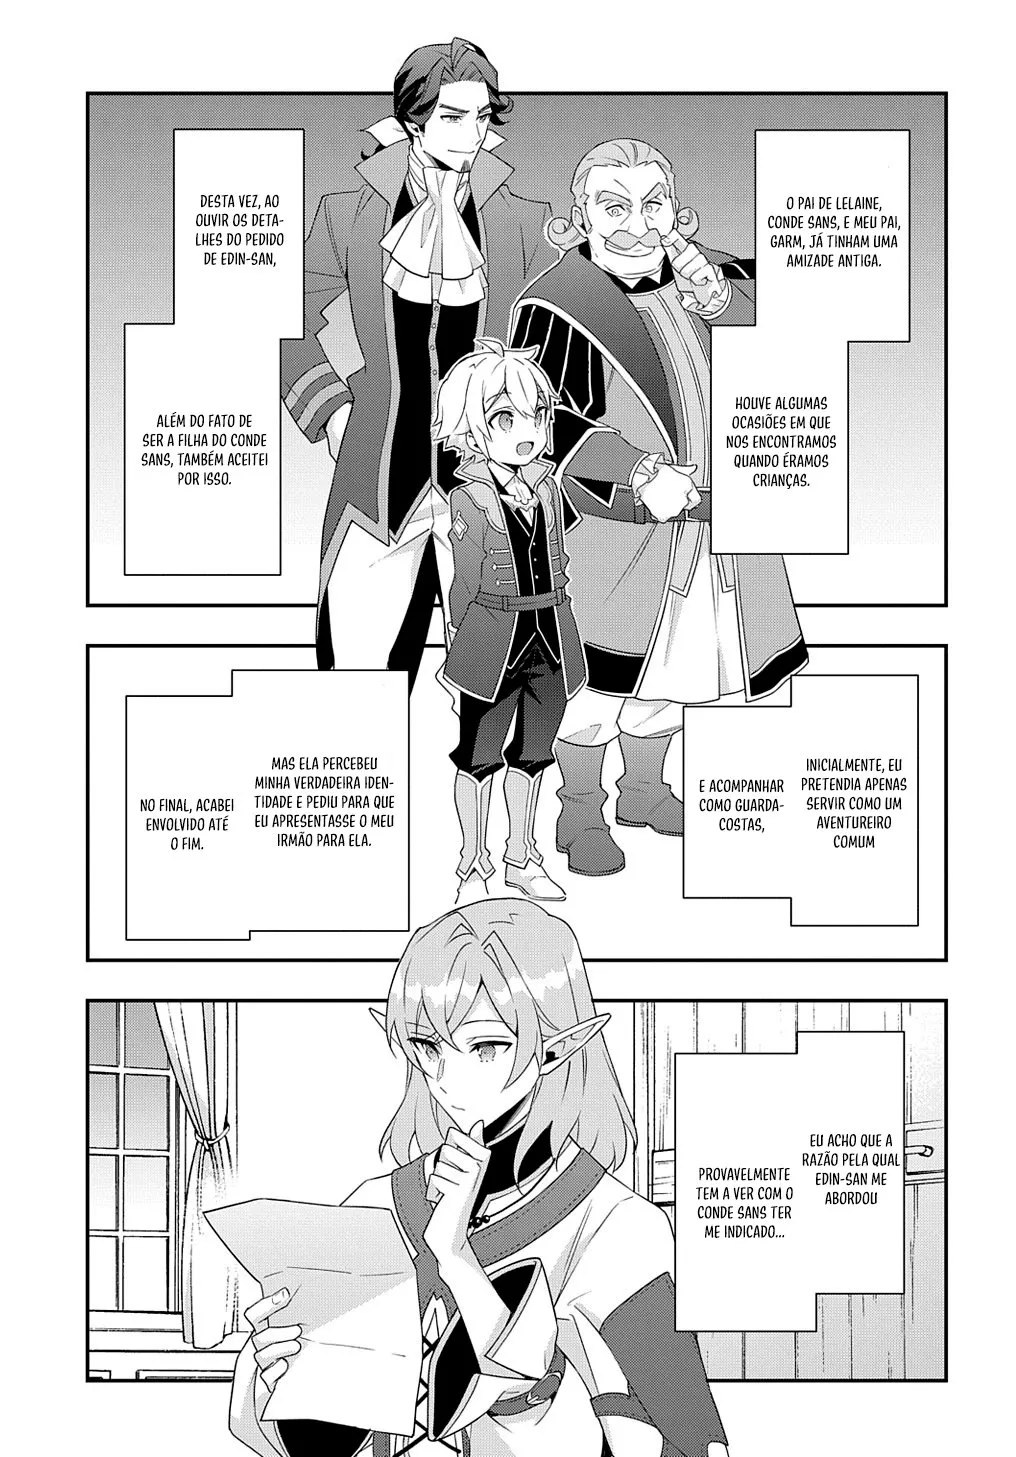 O PAI DE LELAINE,
CONDE SANS, E MEU PAI,
GARM, JÁ TINHAM UMA
AMIZADE ANTIGA.
HOUVE ALGUMAS
OCASIÕES EM QUE
NOS ENCONTRAMOS
QUANDO ÉRAMOS
CRIANÇAS.
DESTA VEZ, AO
OUVIR OS DETA-
LHES DO PEDIDO
DE EDIN-SAN,
ALÉM DO FATO DE
SER A FILHA DO CONDE
SANS, TAMBÉM ACEITEI
POR ISSO.
INICIALMENTE, EU
PRETENDIA APENAS
SERVIR COMO UM
AVENTUREIRO
COMUM
E ACOMPANHAR
COMO GUARDA-
COSTAS,
MAS ELA PERCEBEU
MINHA VERDADEIRA IDEN-
TIDADE E PEDIU PARA QUE
EU APRESENTASSE O MEU
IRMÃO PARA ELA.
NO FINAL, ACABEI
ENVOLVIDO ATÉ
O FIM.
EU ACHO QUE A
RAZÃO PELA QUAL
EDIN-SAN ME
ABORDOU
PROVAVELMENTE
TEM A VER COM O
CONDE SANS TER
ME INDICADO...